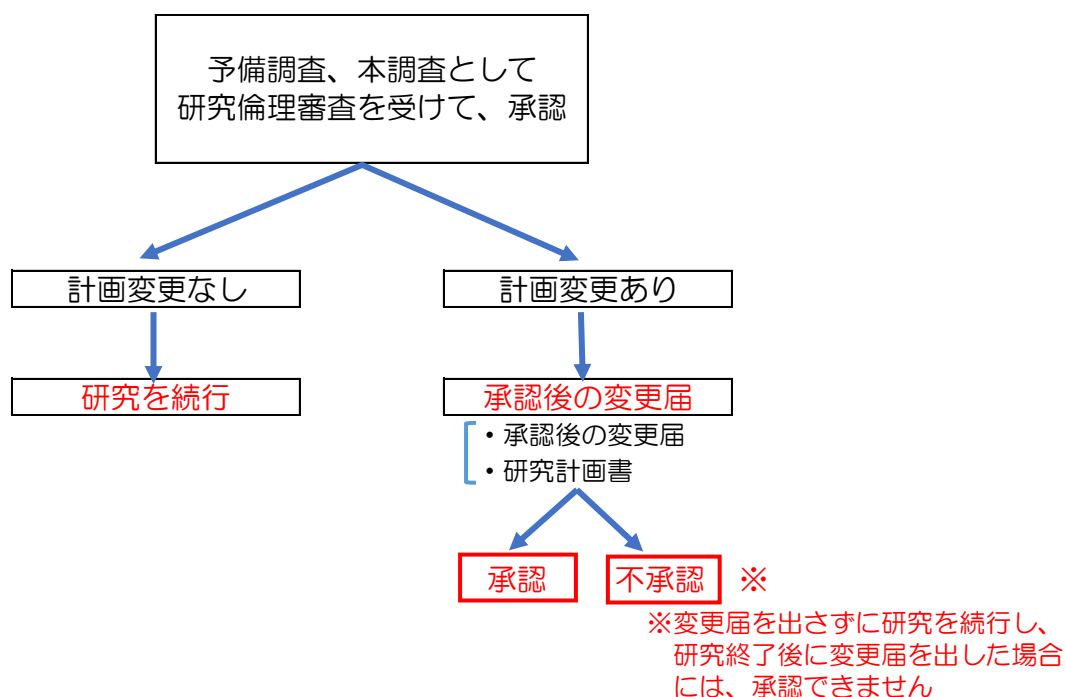 予備調査、本調査として
研究倫理審査を受けて、承認
計画変更なし
計画変更あり
研究を続行
承認後の変更届
・承認後の変更届
・研究計画書
承認
不承認 ※
※変更届を出さずに研究を続行し、
研究終了後に変更届を出した場合
には、承認できません